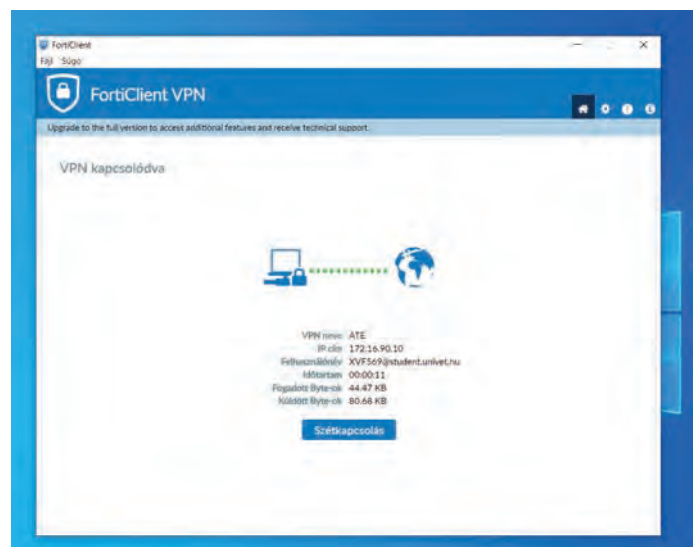 FortiClient
Fájl Súgó
FortiClient VPN
Upgrade to the full version to access additional features and receive technical support.
VPN kapcsolódva
VPN neve ATE
IP cím 172.16.90.10
Felhasználónév XVF569@student.univet.hu
Időtartam 00:00:11
Fogadott Byte-ok 44.47 KB
Küldött Byte-ok 80.68 KB
Szétkapcsolás